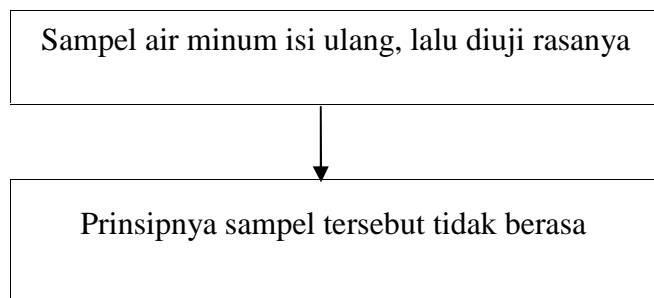 Sampel air minum isi ulang, lalu diuji rasanya
Prinsipnya sampel tersebut tidak berasa